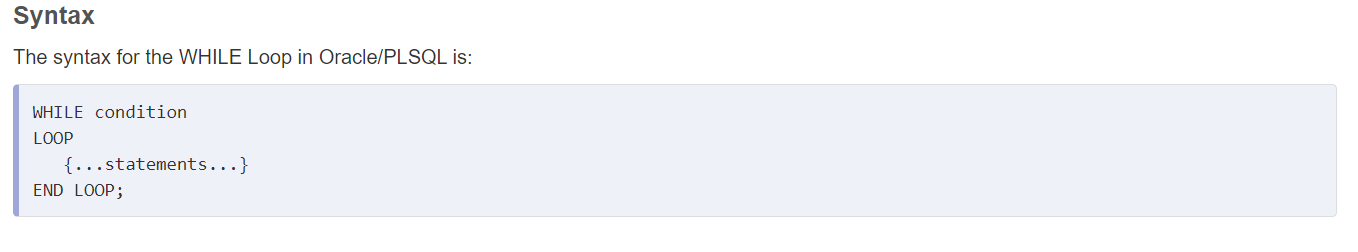 Syntax
The syntax for the WHILE Loop in Oracle/PLSQL is:
WHILE condition
LOOP
   {...statements...}
END LOOP;